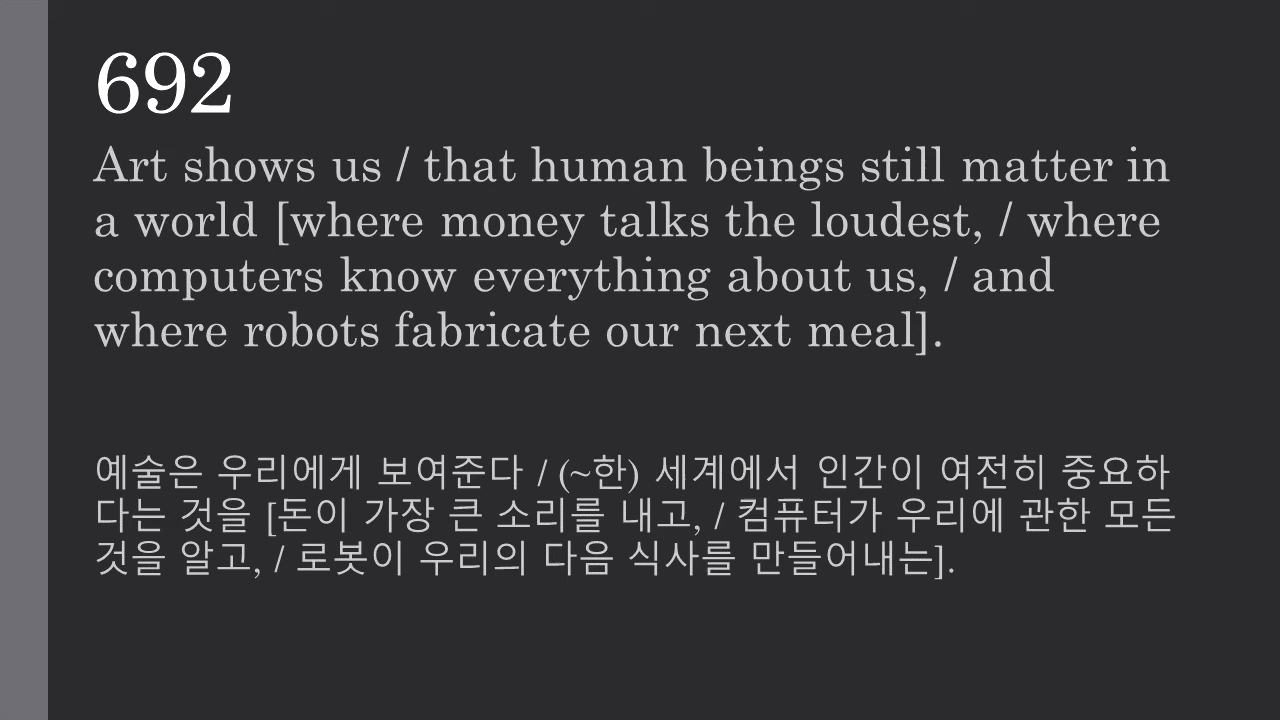 692
Art shows us / that human beings still matter in
a world [where money talks the loudest, / where
computers know everything about us, / and
where robots fabricate our next meal].
예술은 우리에게 보여준다 / (~한) 세계에서 인간이 여전히 중요하
다는 것을 [돈이 가장 큰 소리를 내고, / 컴퓨터가 우리에 관한 모든
것을 알고, / 로봇이 우리의 다음 식사를 만들어내는].